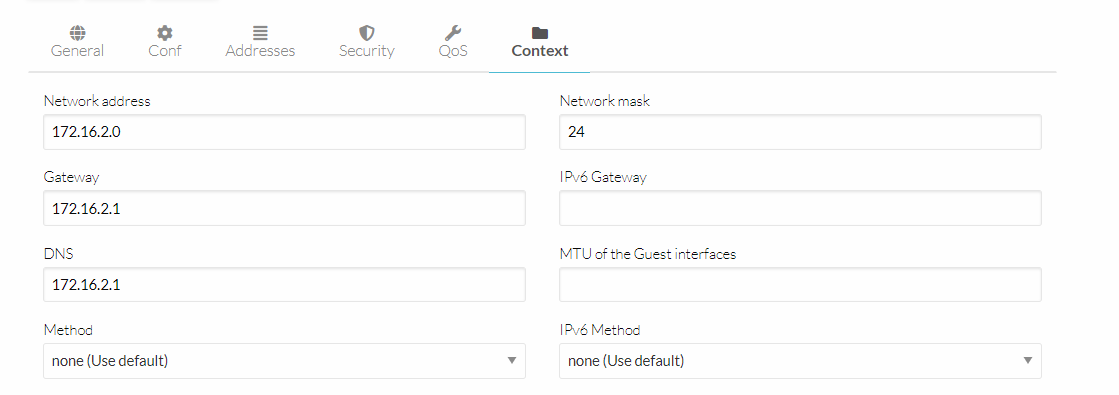 General Conf Addresses Security QoS Context
Network address Network mask
172.16.2.0 24
Gateway IPv6 Gateway
172.16.2.1
DNS MTU of the Guest interfaces
172.16.2.1
Method IPv6 Method
none (Use default) none (Use default)